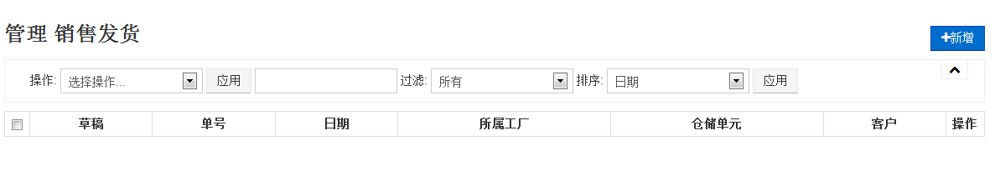 管理 销售发货
+新增
操作: 选择操作... 应用 过滤: 所有 排序: 日期 应用
草稿 单号 日期 所属工厂 仓储单元 客户 操作